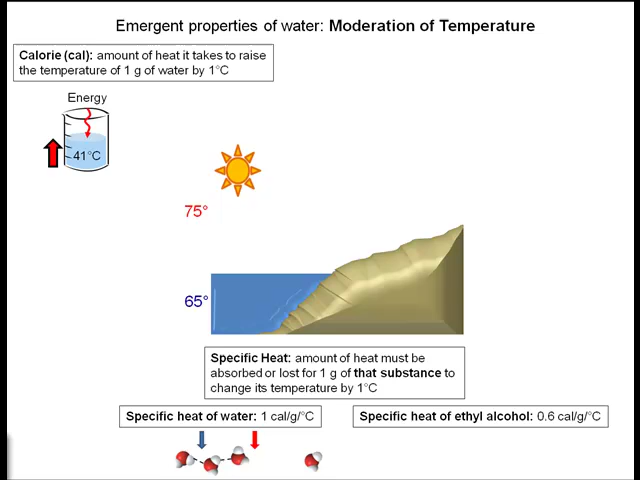 Emergent properties of water: Moderation of Temperature
Calorie (cal): amount of heat it takes to raise
the temperature of 1 g of water by 1°C
Energy
41°C
75°
65°
Specific Heat: amount of heat must be
absorbed or lost for 1 g of that substance to
change its temperature by 1°C
Specific heat of water: 1 cal/g/°C
Specific heat of ethyl alcohol: 0.6 cal/g/°C